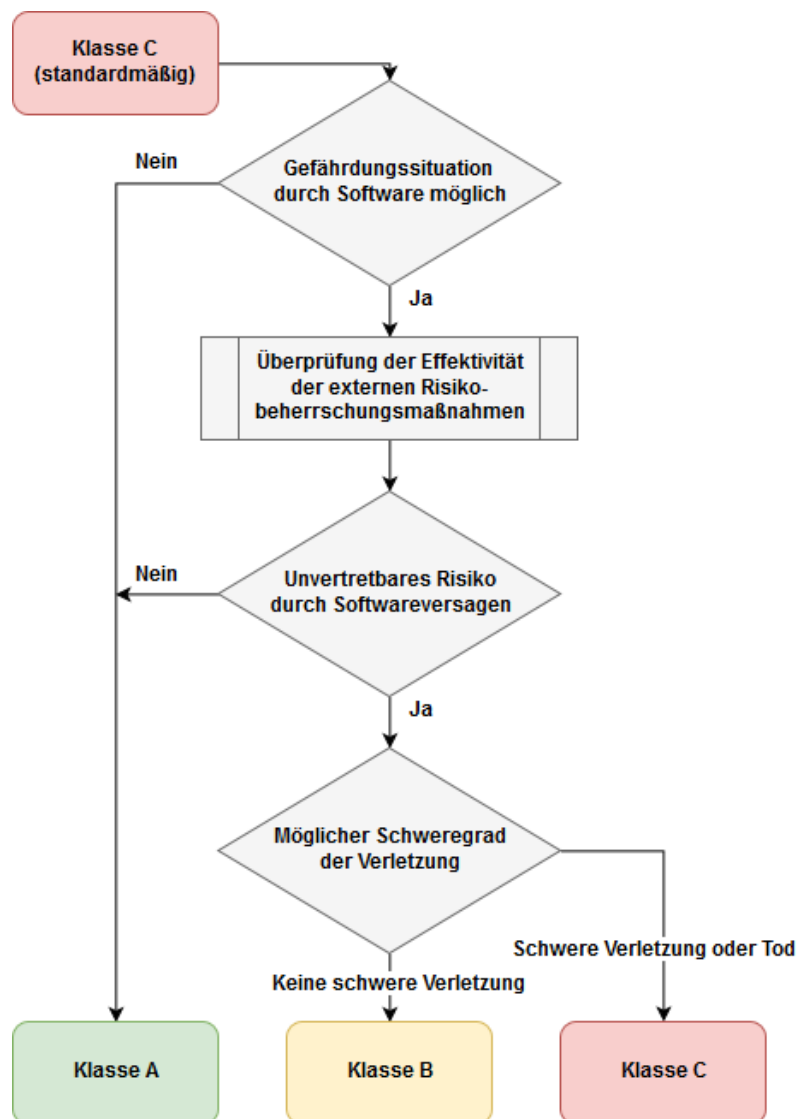 Klasse C
(standardmäßig)
Nein
Gefährdungssituation
durch Software möglich
Ja
Überprüfung der Effektivität
der externen Risiko-
beherrschungsmaßnahmen
Nein
Unvertretbares Risiko
durch Softwareversagen
Ja
Möglicher Schweregrad
der Verletzung
Schwere Verletzung oder Tod
Keine schwere Verletzung
Klasse A
Klasse B
Klasse C